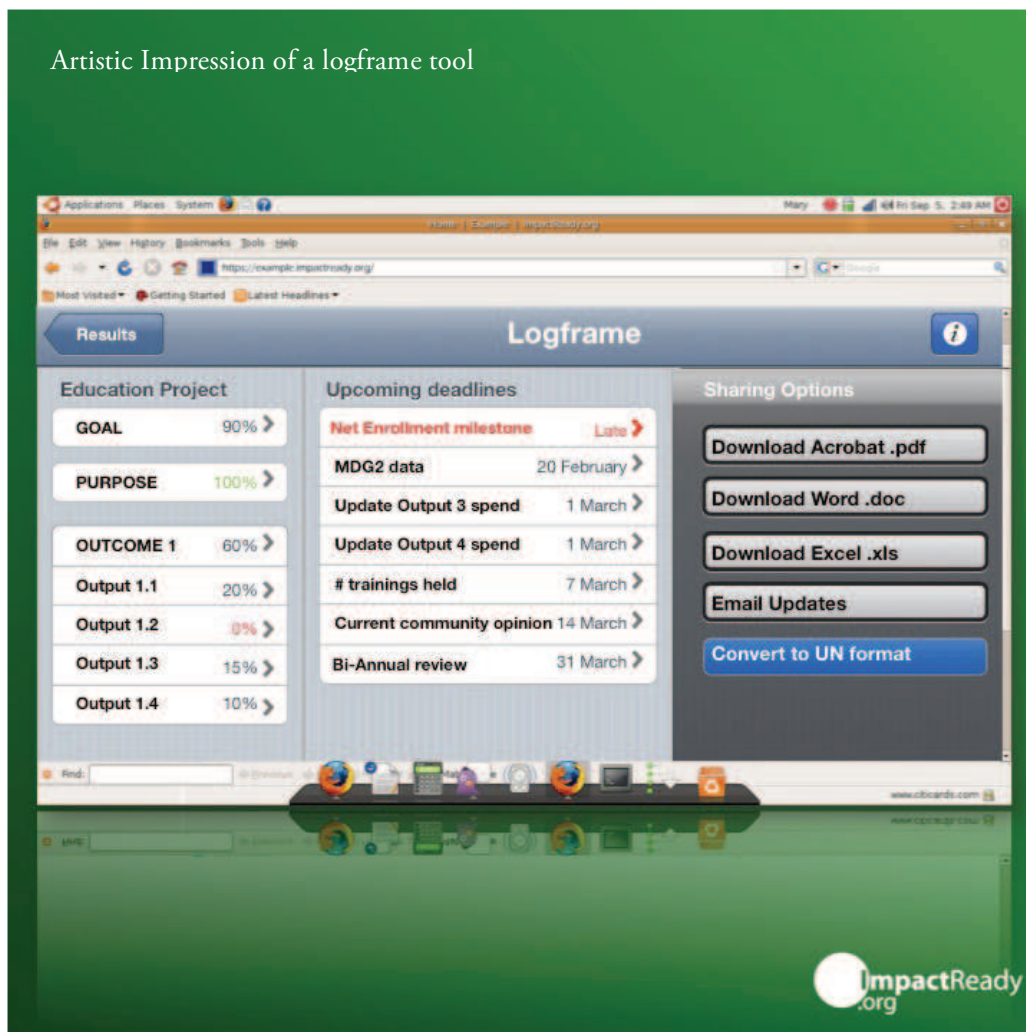 Artistic Impression of a logframe tool
Applications Places System
Mary
Fri Sep 5, 2:49 AM
Home | Example | ImpactReady.org
File Edit View History Bookmarks Tools Help
https://example.impactready.org/
Google
Most Visited Getting Started Latest Headlines
Results
Logframe
i
Education Project
GOAL 90%
PURPOSE 100%
OUTCOME 1 60%
Output 1.1 20%
Output 1.2 0%
Output 1.3 15%
Output 1.4 10%
Upcoming deadlines
Net Enrollment milestone Late
MDG2 data 20 February
Update Output 3 spend 1 March
Update Output 4 spend 1 March
# trainings held 7 March
Current community opinion 14 March
Bi-Annual review 31 March
Sharing Options
Download Acrobat .pdf
Download Word .doc
Download Excel .xls
Email Updates
Convert to UN format
Find:
www.citicards.com
ImpactReady
.org